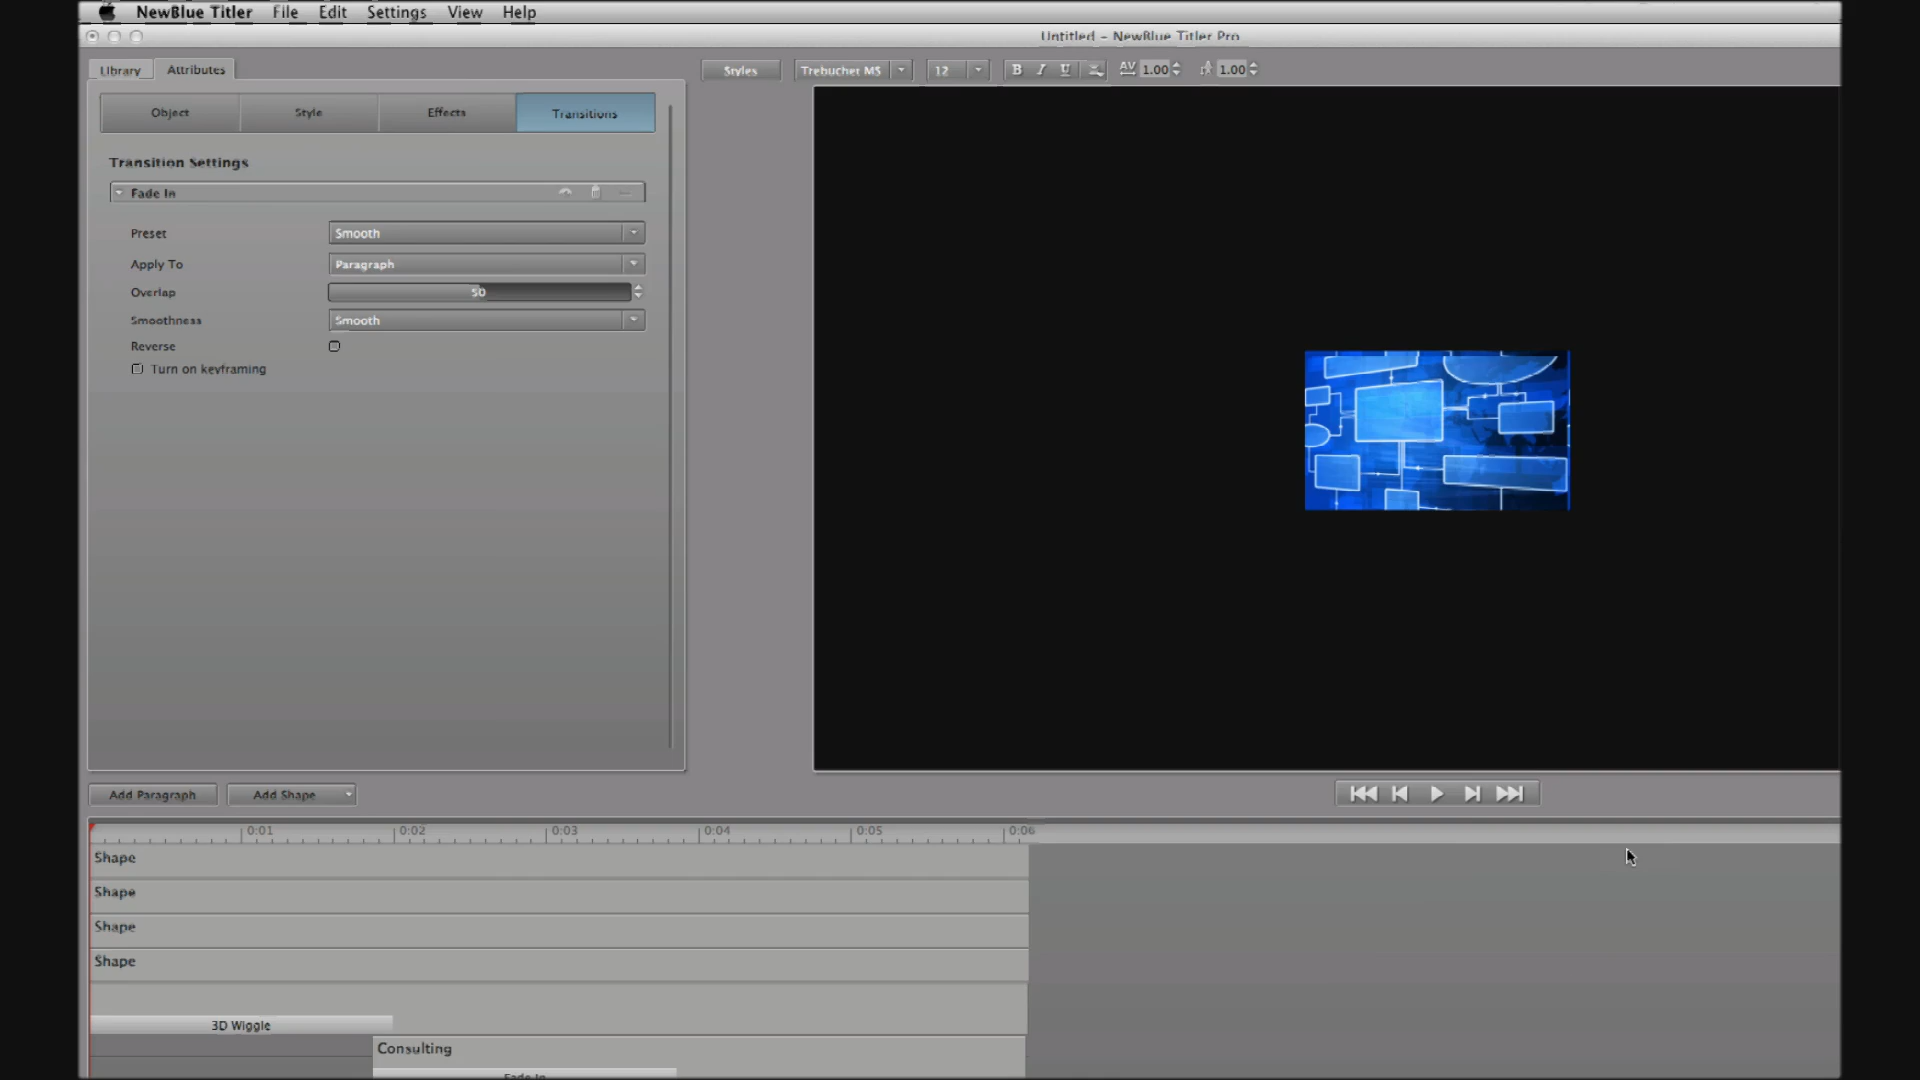 NewBlue Titler File Edit Settings View Help
Untitled - NewBlue Titler Pro
Library Attributes
Styles Trebuchet MS 12 B I U AV 1.00 1.00
Object Style Effects Transitions
Transition Settings
Fade In
Preset Smooth
Apply To Paragraph
Overlap 50
Smoothness Smooth
Reverse
Turn on keyframing
Add Paragraph Add Shape
0:01 0:02 0:03 0:04 0:05 0:06
Shape
Shape
Shape
Shape
3D Wiggle
Consulting
Fade In